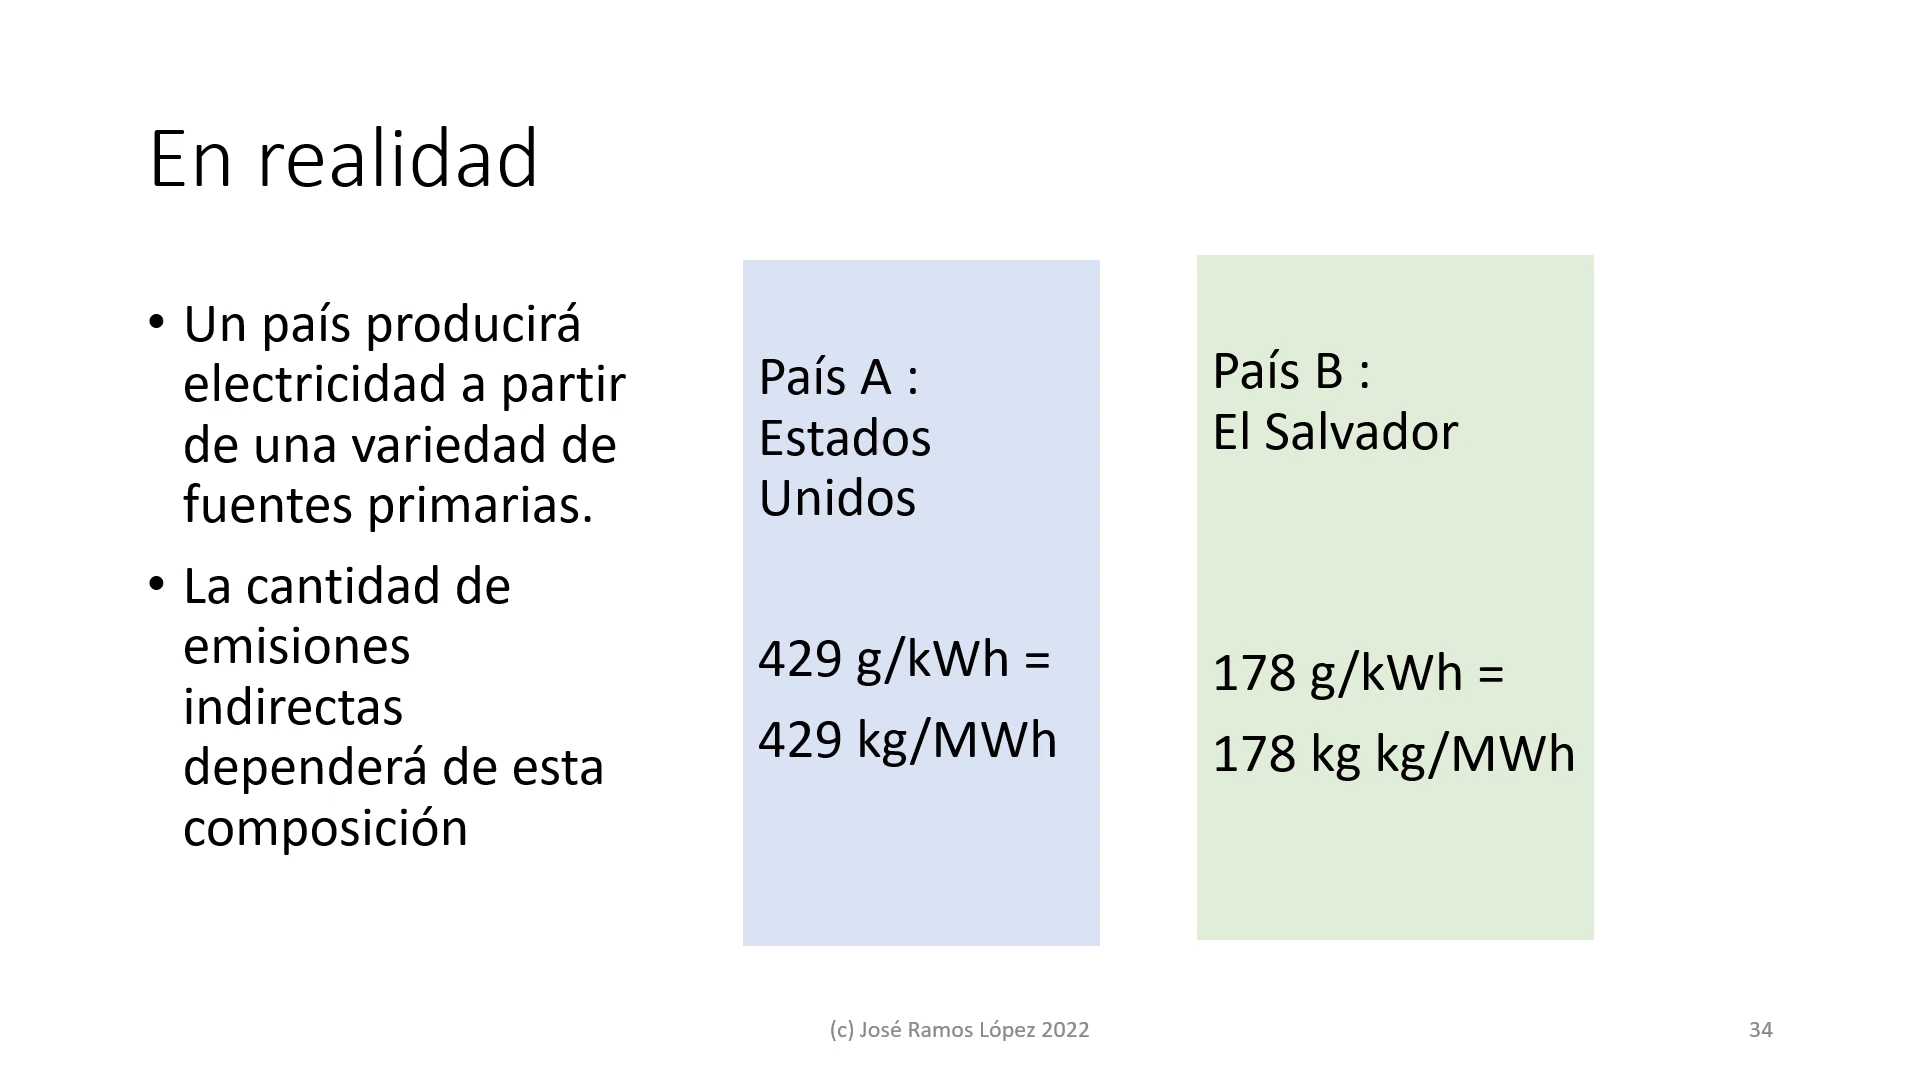 En realidad
• Un país producirá
electricidad a partir
de una variedad de
fuentes primarias.
• La cantidad de
emisiones
indirectas
dependerá de esta
composición
País A :
Estados
Unidos
429 g/kWh =
429 kg/MWh
País B :
El Salvador
178 g/kWh =
178 kg kg/MWh
(c) José Ramos López 2022
34